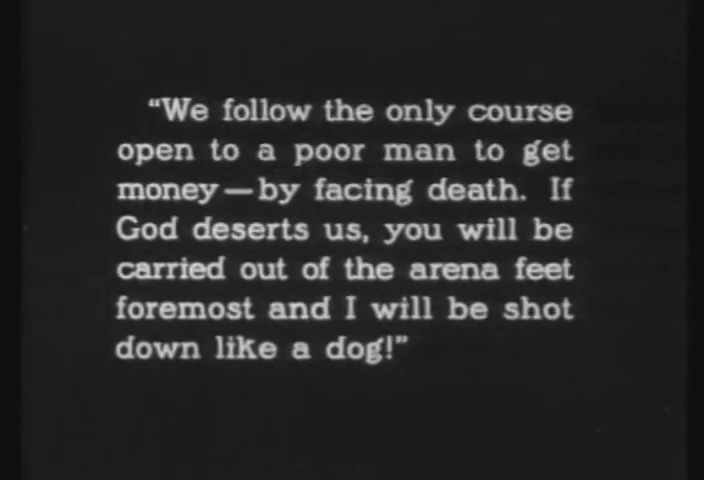 “We follow the only course
open to a poor man to get
money—by facing death. If
God deserts us, you will be
carried out of the arena feet
foremost and I will be shot
down like a dog!”